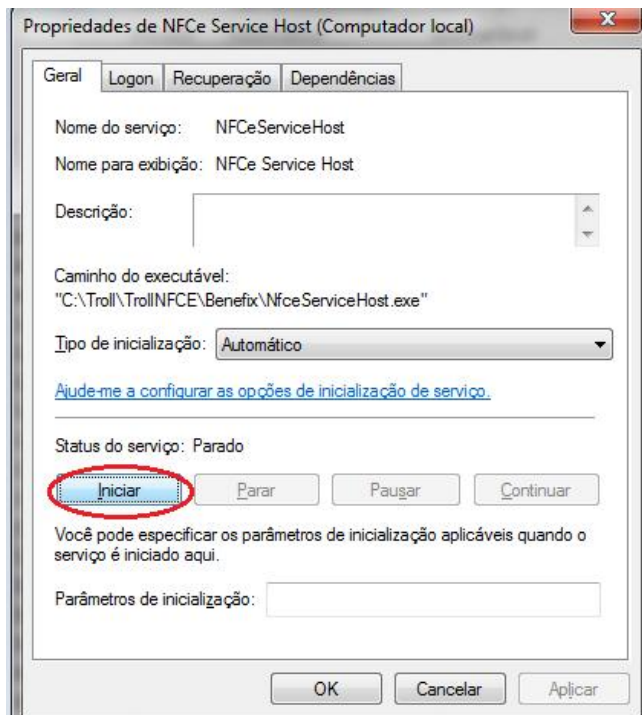 Propriedades de NFCe Service Host (Computador local)
Geral Logon Recuperação Dependências
Nome do serviço: NFCeServiceHost
Nome para exibição: NFCe Service Host
Descrição:
Caminho do executável:
"C:\Troll\TrollNFCE\Benefix\NfceServiceHost.exe"
Tipo de inicialização: Automático
Ajude-me a configurar as opções de inicialização de serviço.
Status do serviço: Parado
Iniciar Parar Pausar Continuar
Você pode especificar os parâmetros de inicialização aplicáveis quando o
serviço é iniciado aqui.
Parâmetros de inicialização:
OK Cancelar Aplicar